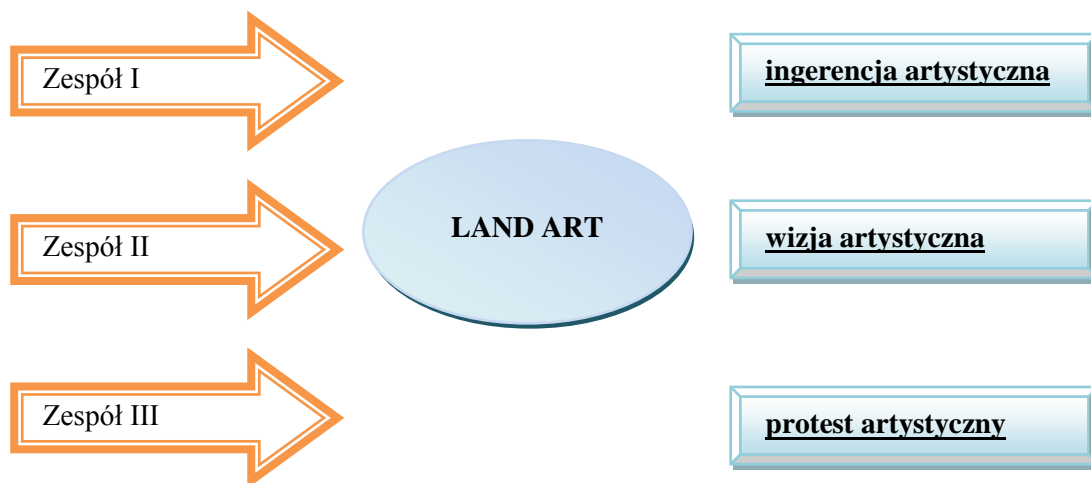 Zespół I
ingerencja artystyczna
LAND ART
Zespół II
wizja artystyczna
Zespół III
protest artystyczny